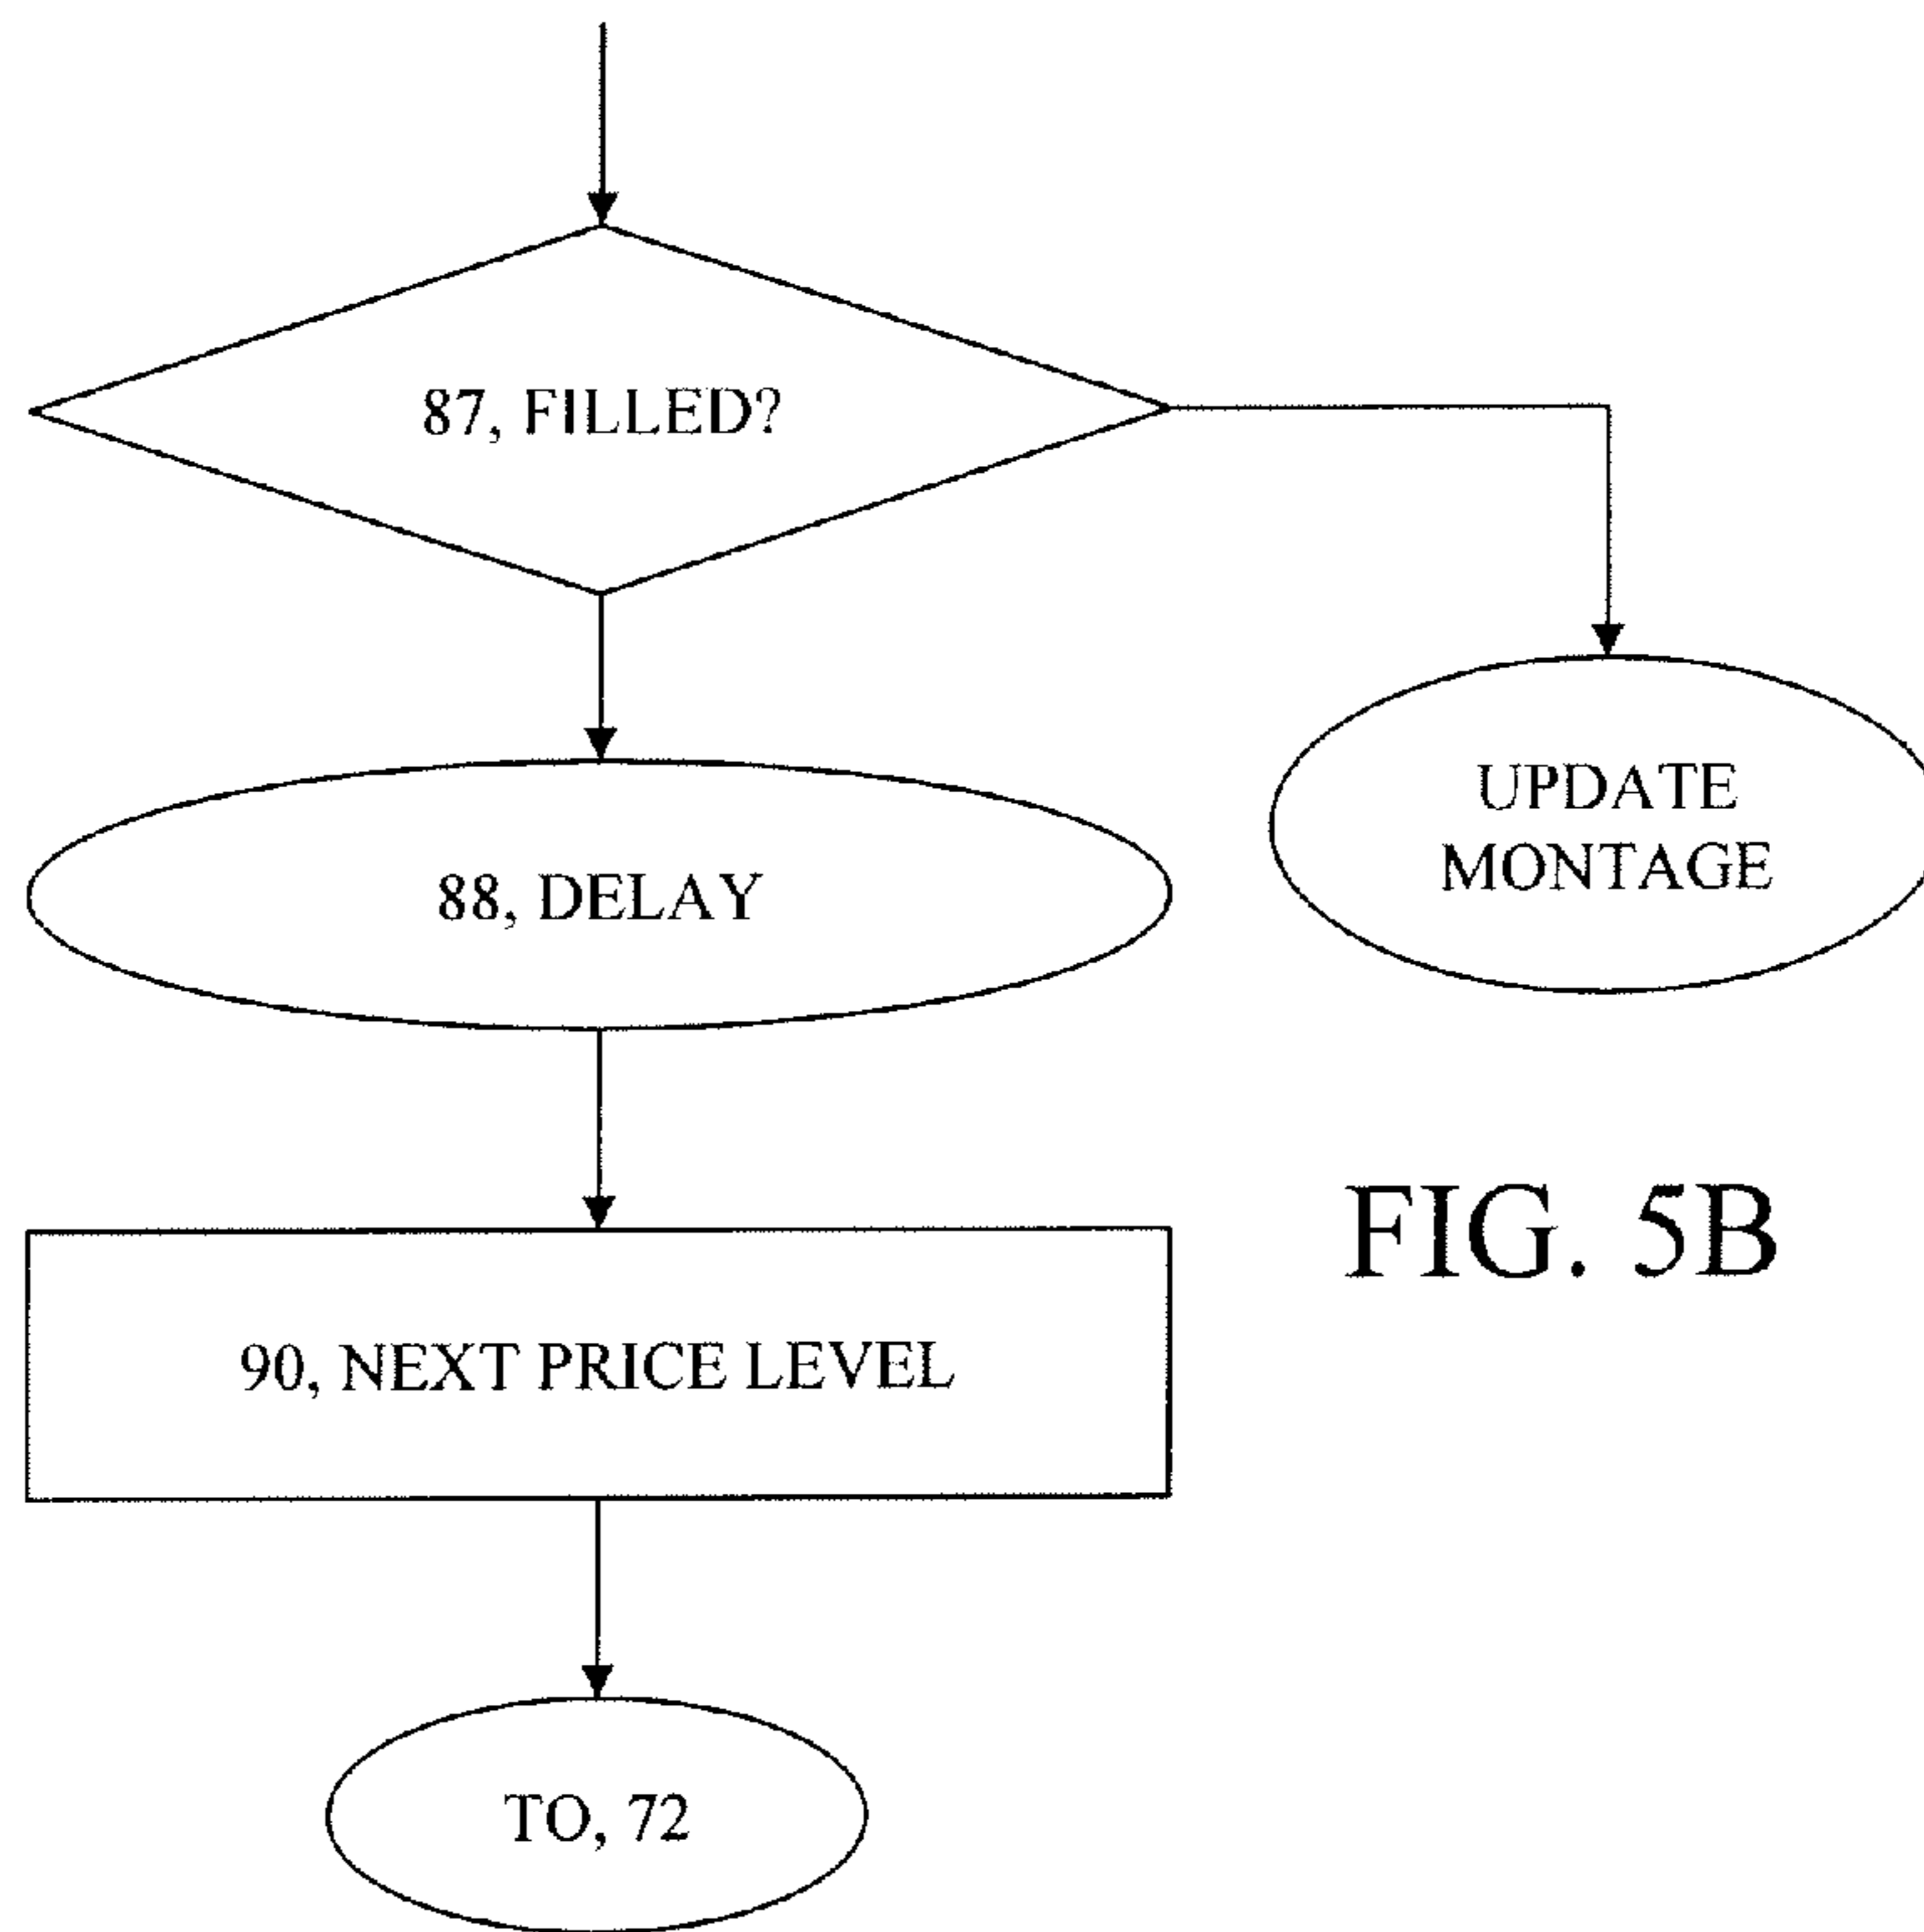 87, FILLED?
UPDATE
MONTAGE
88, DELAY
FIG. 5B
90, NEXT PRICE LEVEL
TO, 72